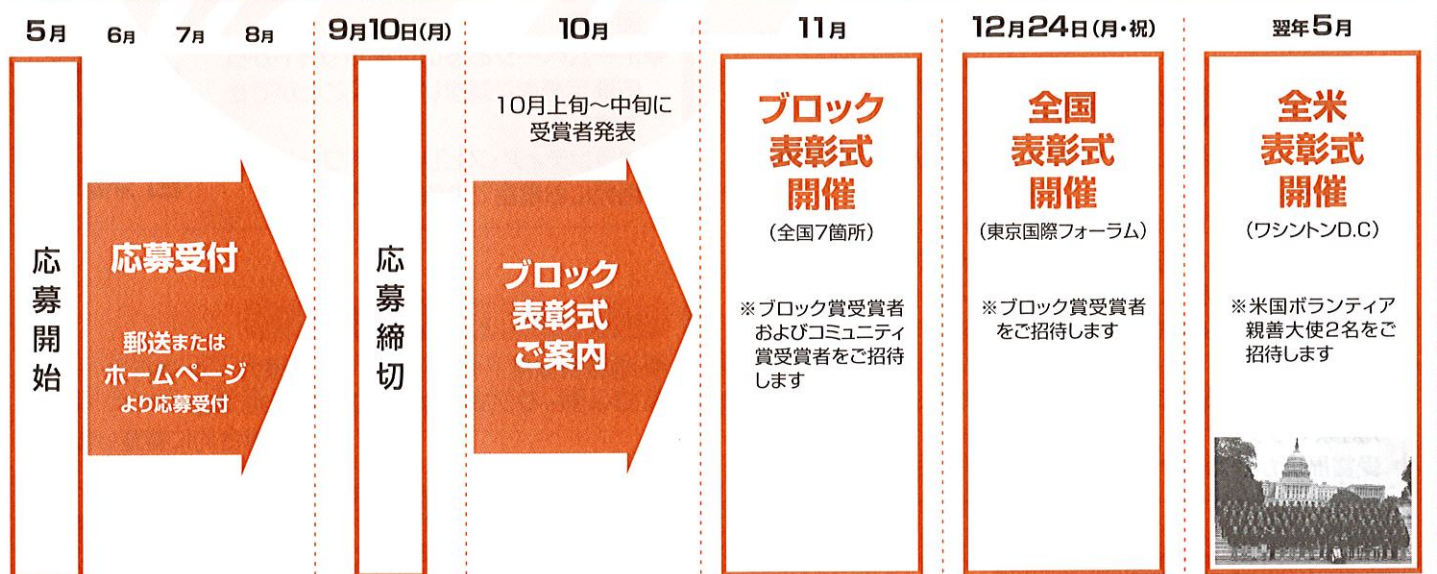 5月
6月
7月
8月
9月10日(月)
10月
11月
12月24日(月・祝)
翌年5月
応募開始
応募受付
郵送または
ホームページ
より応募受付
応募締切
10月上旬～中旬に
受賞者発表
ブロック
表彰式
ご案内
ブロック
表彰式
開催
(全国7箇所)
※ブロック賞受賞者
およびコミュニティ
賞受賞者をご招待
します
全国
表彰式
開催
(東京国際フォーラム)
※ブロック賞受賞者
をご招待します
全米
表彰式
開催
(ワシントンD.C)
※米国ボランティア
親善大使2名をご
招待します